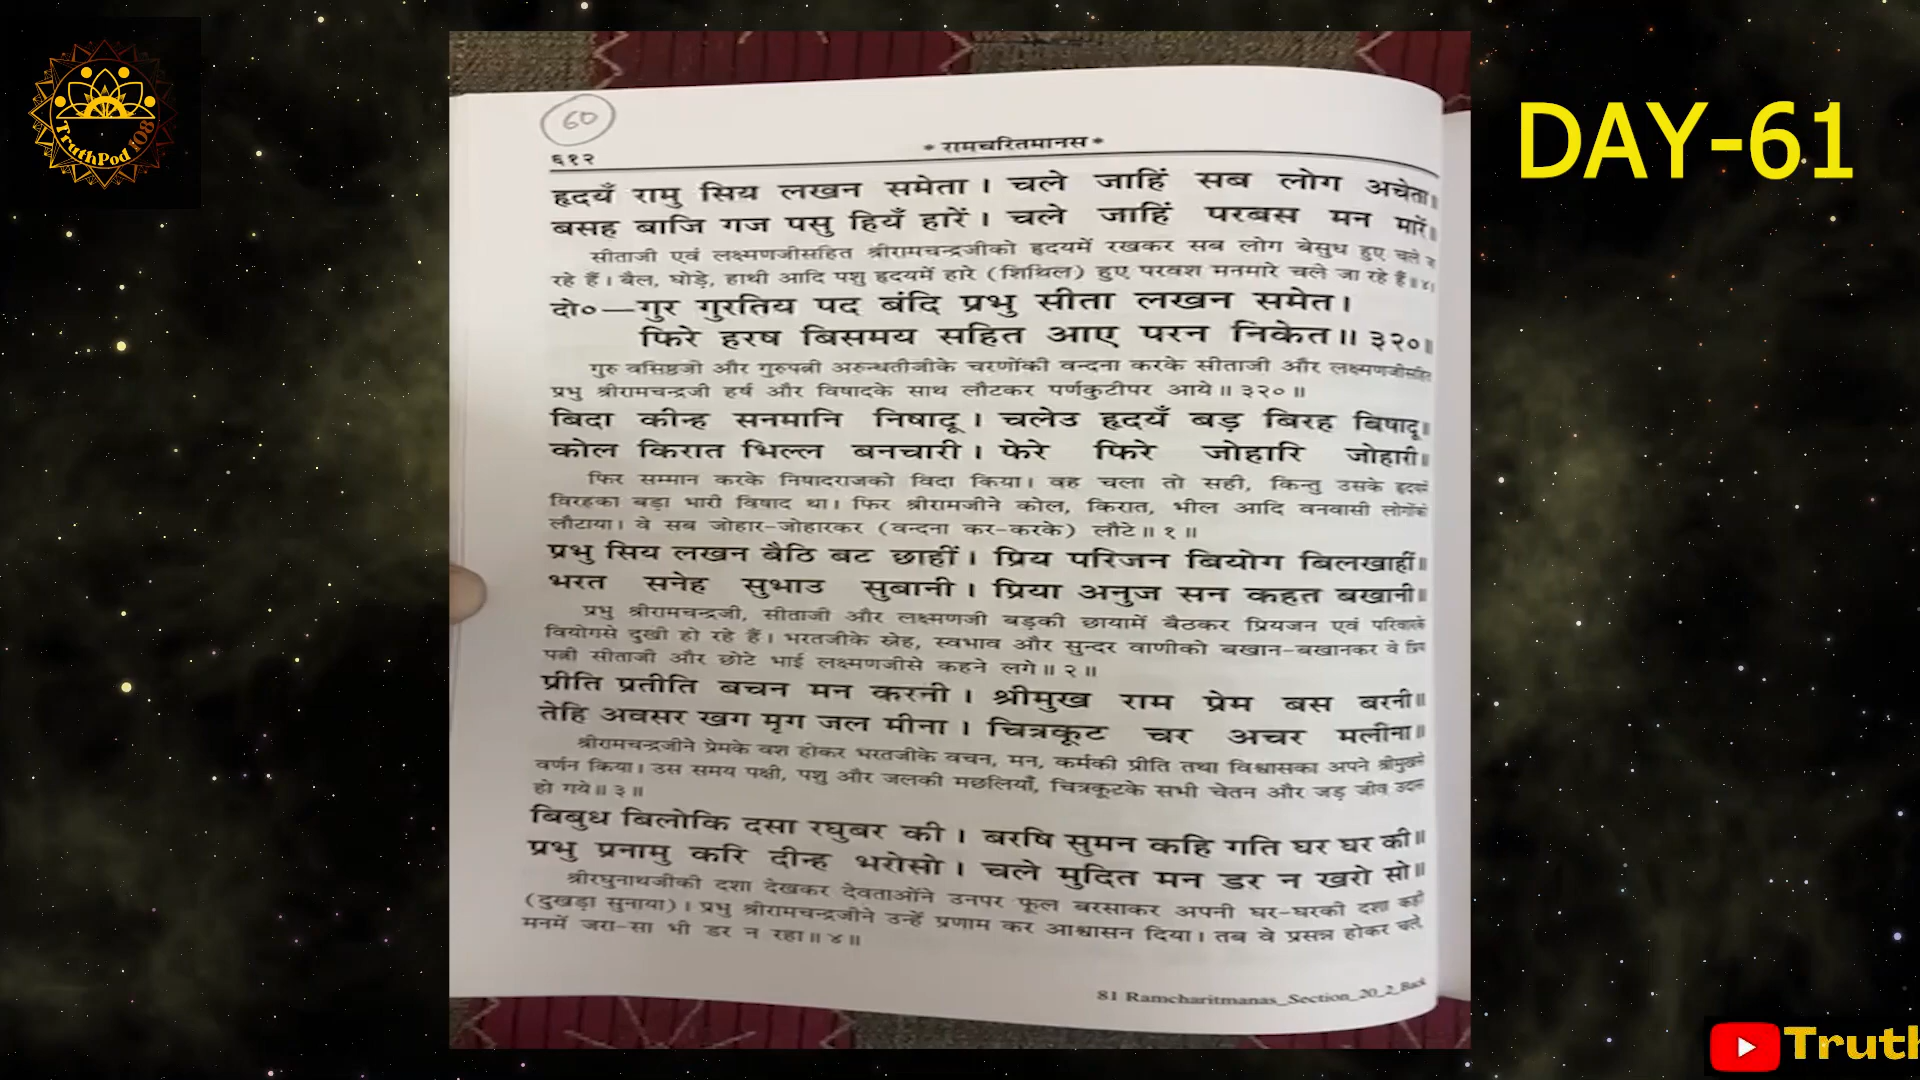 TruthPod 108
DAY-61
60
६१२
* रामचरितमानस *
हृदयँ रामु सिय लखन समेता। चले जाहिं सब लोग अचेता॥
बसह बाजि गज पसु हियँ हारें। चले जाहिं परबस मन मारें॥
सीताजी एवं लक्ष्मणजीसहित श्रीरामचन्द्रजीको हृदयमें रखकर सब लोग बेसुध हुए चले ज
रहे हैं। बैल, घोड़े, हाथी आदि पशु हृदयमें हारे (शिथिल) हुए परवश मनमारे चले जा रहे हैं॥४॥
दो०—गुर गुरतिय पद बंदि प्रभु सीता लखन समेत।
फिरे हरष बिसमय सहित आए परन निकेत॥३२०॥
गुरु वसिष्ठजी और गुरुपत्नी अरुन्धतीजीके चरणोंकी वन्दना करके सीताजी और लक्ष्मणजीसहित
प्रभु श्रीरामचन्द्रजी हर्ष और विषादके साथ लौटकर पर्णकुटीपर आये॥३२०॥
बिदा कीन्ह सनमानि निषादू। चलेउ हृदयँ बड़ बिरह बिषादू॥
कोल किरात भिल्ल बनचारी। फेरे फिरे जोहारि जोहारी॥
फिर सम्मान करके निषादराजको विदा किया। वह चला तो सही, किन्तु उसके हृदयमें
विरहका बड़ा भारी विषाद था। फिर श्रीरामजीने कोल, किरात, भील आदि वनवासी लोगोंको
लौटाया। वे सब जोहार-जोहारकर (वन्दना कर-करके) लौटे॥१॥
प्रभु सिय लखन बैठि बट छाहीं। प्रिय परिजन बियोग बिलखाहीं॥
भरत सनेह सुभाउ सुबानी। प्रिया अनुज सन कहत बखानी॥
प्रभु श्रीरामचन्द्रजी, सीताजी और लक्ष्मणजी बड़की छायामें बैठकर प्रियजन एवं परिवारके
वियोगसे दुखी हो रहे हैं। भरतजीके स्नेह, स्वभाव और सुन्दर वाणीको बखान-बखानकर वे प्रिय
पत्नी सीताजी और छोटे भाई लक्ष्मणजीसे कहने लगे॥२॥
प्रीति प्रतीति बचन मन करनी। श्रीमुख राम प्रेम बस बरनी॥
तेहि अवसर खग मृग जल मीना। चित्रकूट चर अचर मलीना॥
श्रीरामचन्द्रजीने प्रेमके वश होकर भरतजीके वचन, मन, कर्मकी प्रीति तथा विश्वासका अपने श्रीमुखसे
वर्णन किया। उस समय पक्षी, पशु और जलकी मछलियाँ, चित्रकूटके सभी चेतन और जड़ जीव उदास
हो गये॥३॥
बिबुध बिलोकि दसा रघुबर की। बरषि सुमन कहि गति घर घर की॥
प्रभु प्रनामु करि दीन्ह भरोसो। चले मुदित मन डर न खरो सो॥
श्रीरघुनाथजीकी दशा देखकर देवताओंने उनपर फूल बरसाकर अपनी घर-घरकी दशा कही
(दुखड़ा सुनाया)। प्रभु श्रीरामचन्द्रजीने उन्हें प्रणाम कर आश्वासन दिया। तब वे प्रसन्न होकर चले,
मनमें जरा-सा भी डर न रहा॥४॥
81 Ramcharitmanas_Section_20_2_Back
Truth